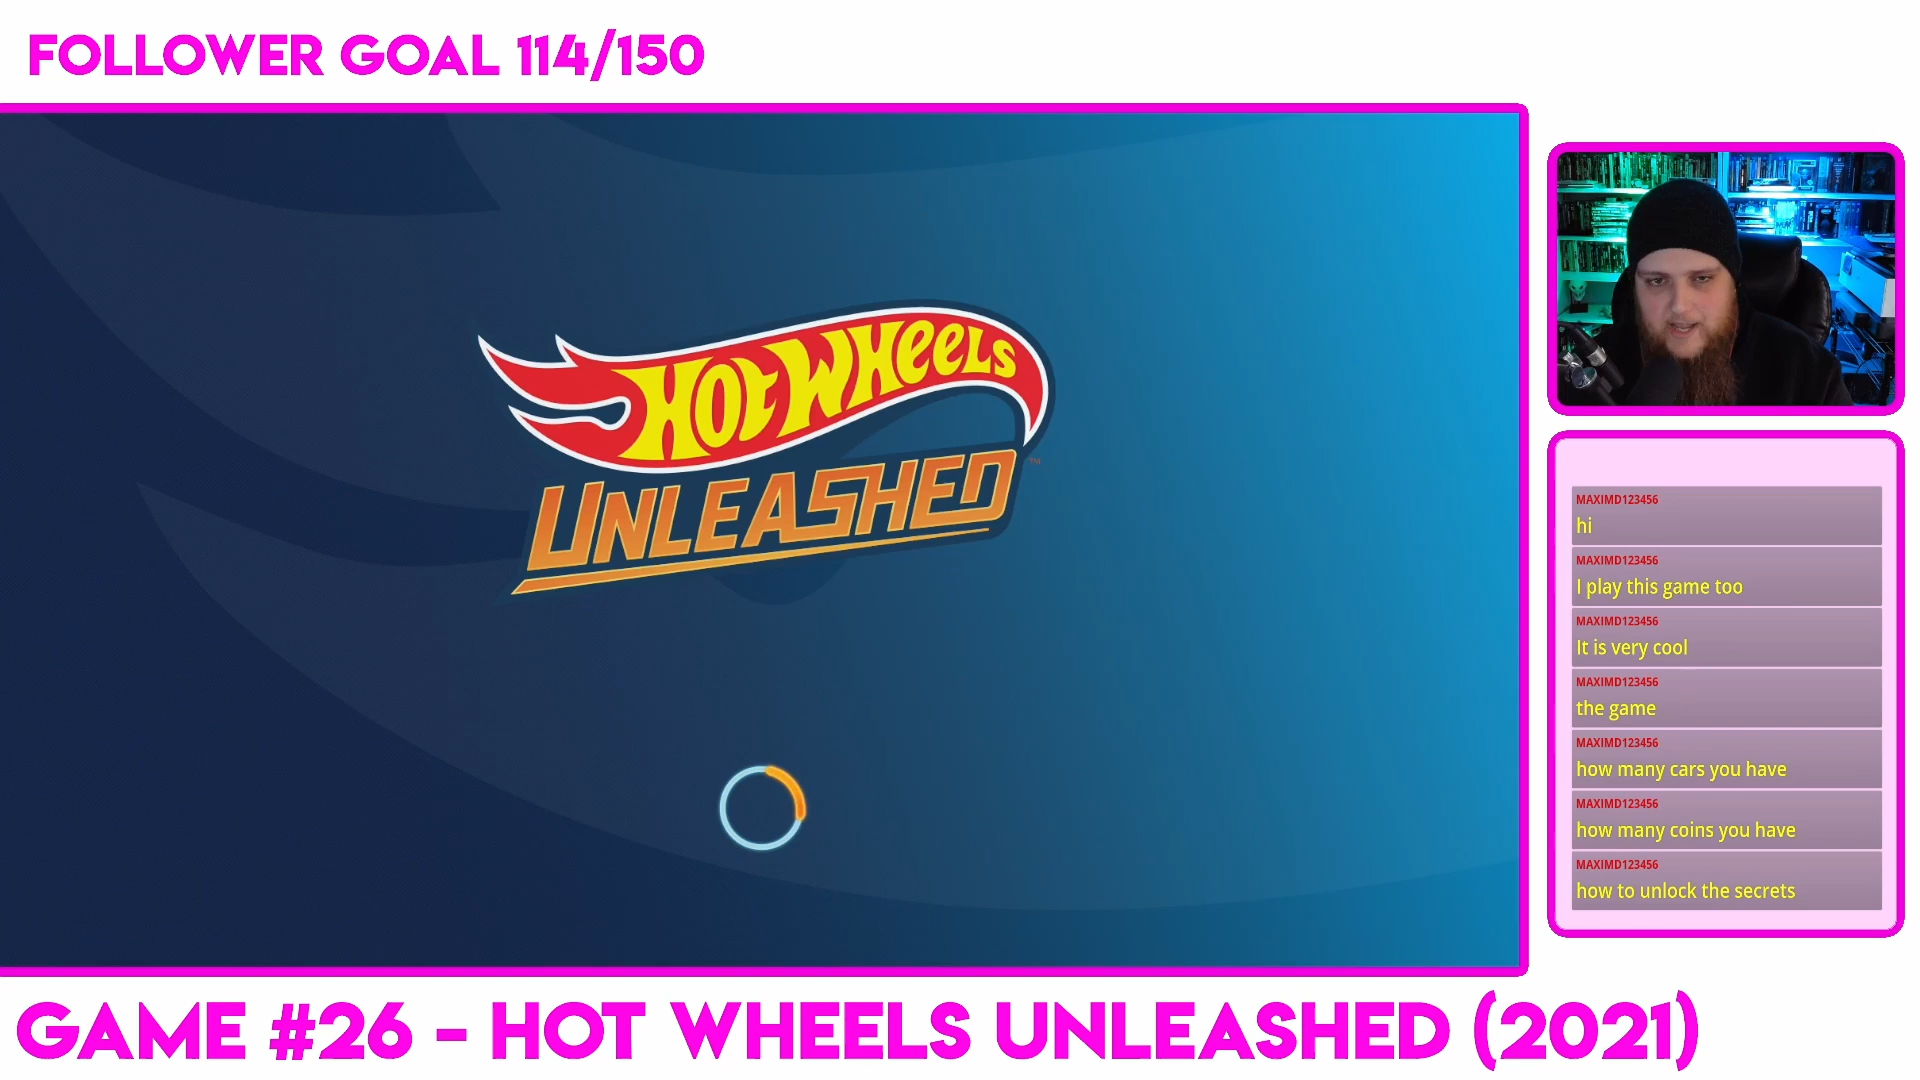 FOLLOWER GOAL 114/150
HOT WHEELS
UNLEASHED™
MAXIMD123456
hi
MAXIMD123456
I play this game too
MAXIMD123456
It is very cool
MAXIMD123456
the game
MAXIMD123456
how many cars you have
MAXIMD123456
how many coins you have
MAXIMD123456
how to unlock the secrets
GAME #26 - HOT WHEELS UNLEASHED (2021)